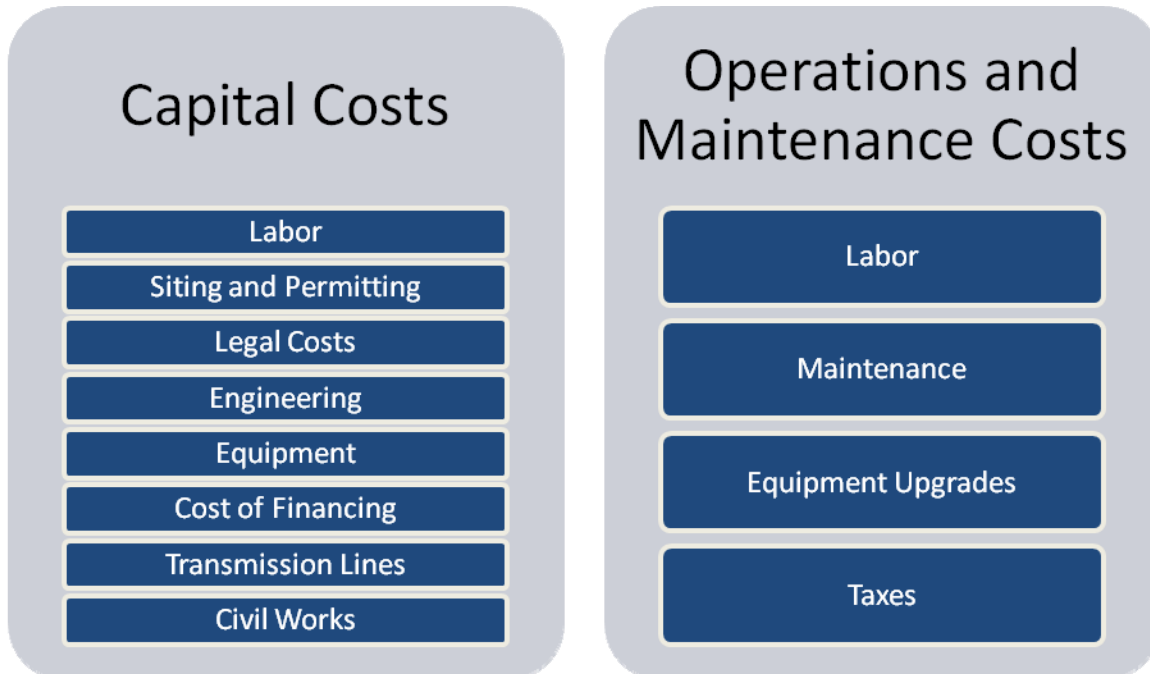 Capital Costs
Labor
Siting and Permitting
Legal Costs
Engineering
Equipment
Cost of Financing
Transmission Lines
Civil Works
Operations and
Maintenance Costs
Labor
Maintenance
Equipment Upgrades
Taxes